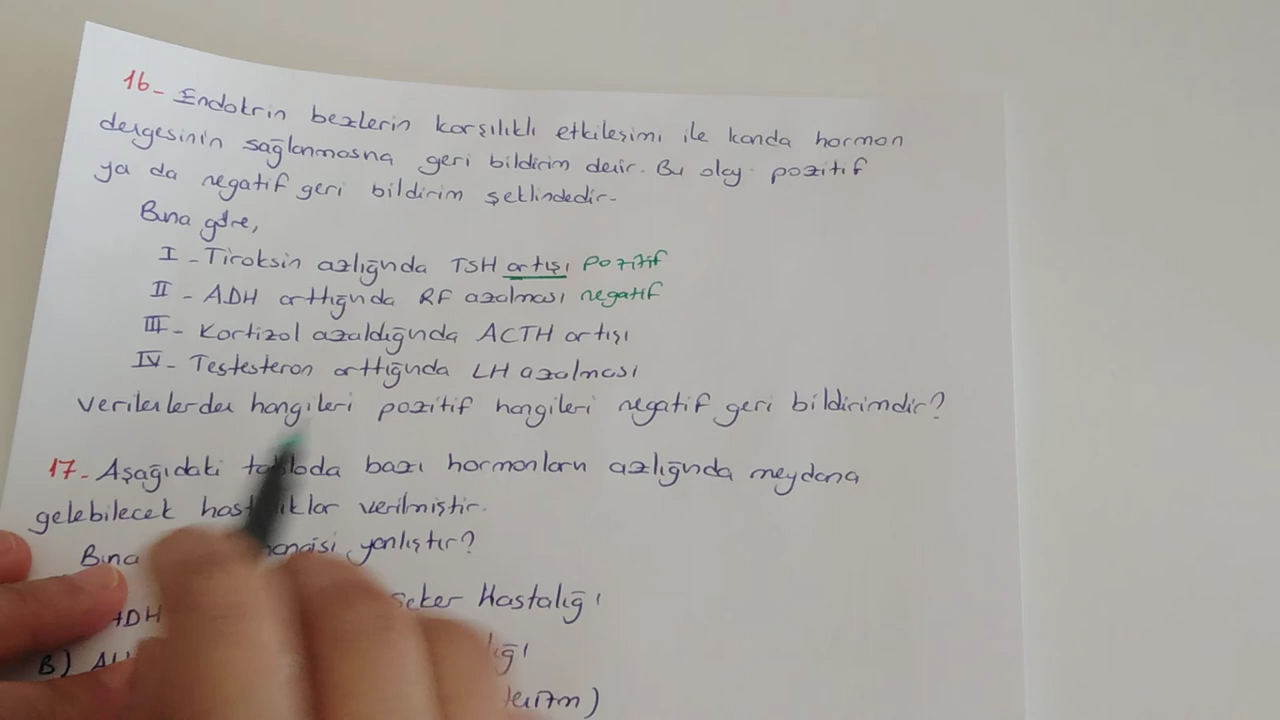 16- Endokrin bezlerin karşılıklı etkileşimi ile kanda hormon
dengesinin sağlanmasına geri bildirim denir. Bu olay pozitif
ya da negatif geri bildirim şeklindedir.
Buna göre,
I - Tiroksin azlığında TSH artışı pozitif
II - ADH arttığında RF azalması negatif
III - Kortizol azaldığında ACTH artışı
IV - Testesteron arttığında LH azalması
verilenlerden hangileri pozitif hangileri negatif geri bildirimdir?
17- Aşağıdaki tabloda bazı hormonların azlığında meydana
gelebilecek hastalıklar verilmiştir.
Buna hangisi yanlıştır?
ADH Şeker Hastalığı
B)